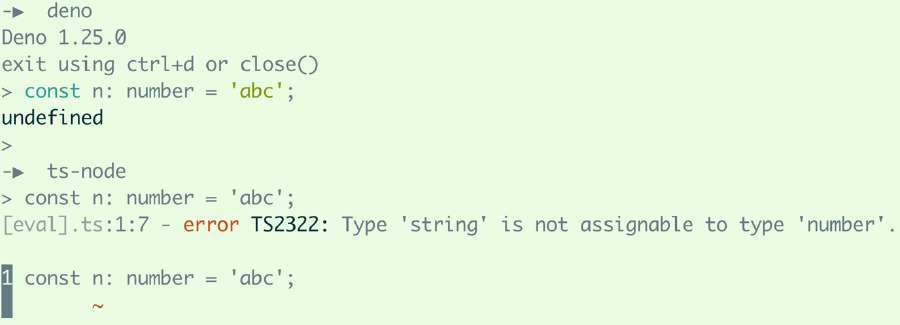 -▶ deno
Deno 1.25.0
exit using ctrl+d or close()
> const n: number = 'abc';
undefined
>
-▶ ts-node
> const n: number = 'abc';
[eval].ts:1:7 - error TS2322: Type 'string' is not assignable to type 'number'.
1 const n: number = 'abc';
~